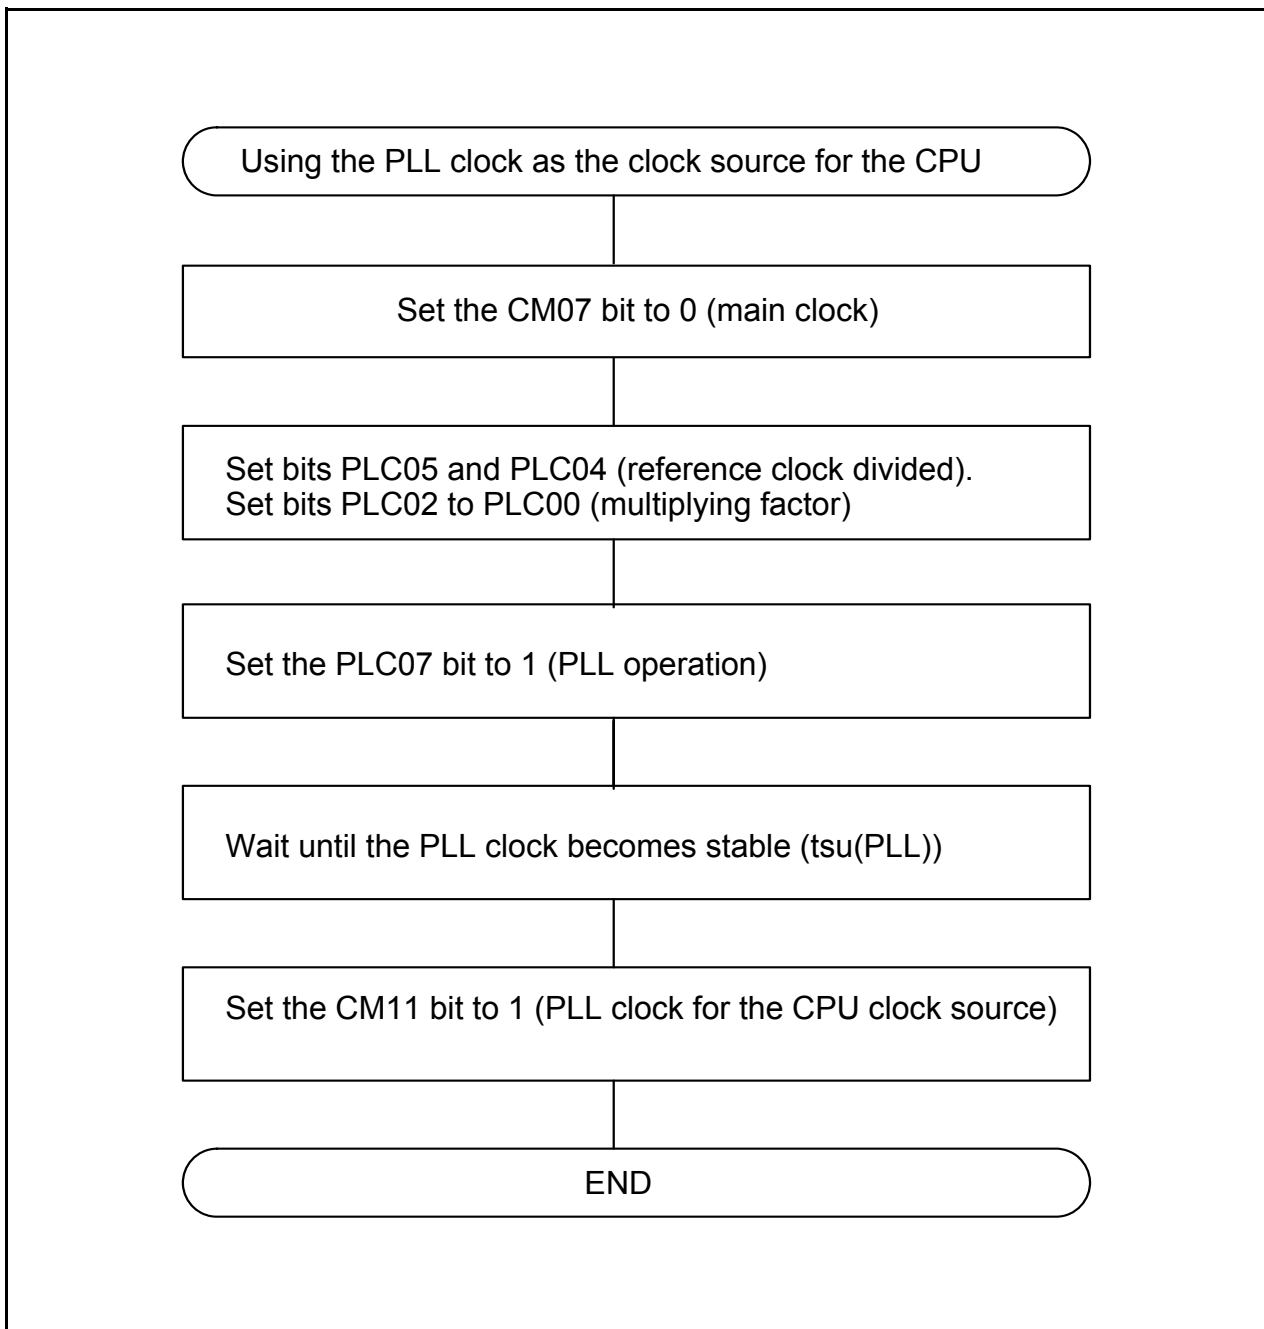 Using the PLL clock as the clock source for the CPU
Set the CM07 bit to 0 (main clock)
Set bits PLC05 and PLC04 (reference clock divided).
Set bits PLC02 to PLC00 (multiplying factor)
Set the PLC07 bit to 1 (PLL operation)
Wait until the PLL clock becomes stable (tsu(PLL))
Set the CM11 bit to 1 (PLL clock for the CPU clock source)
END